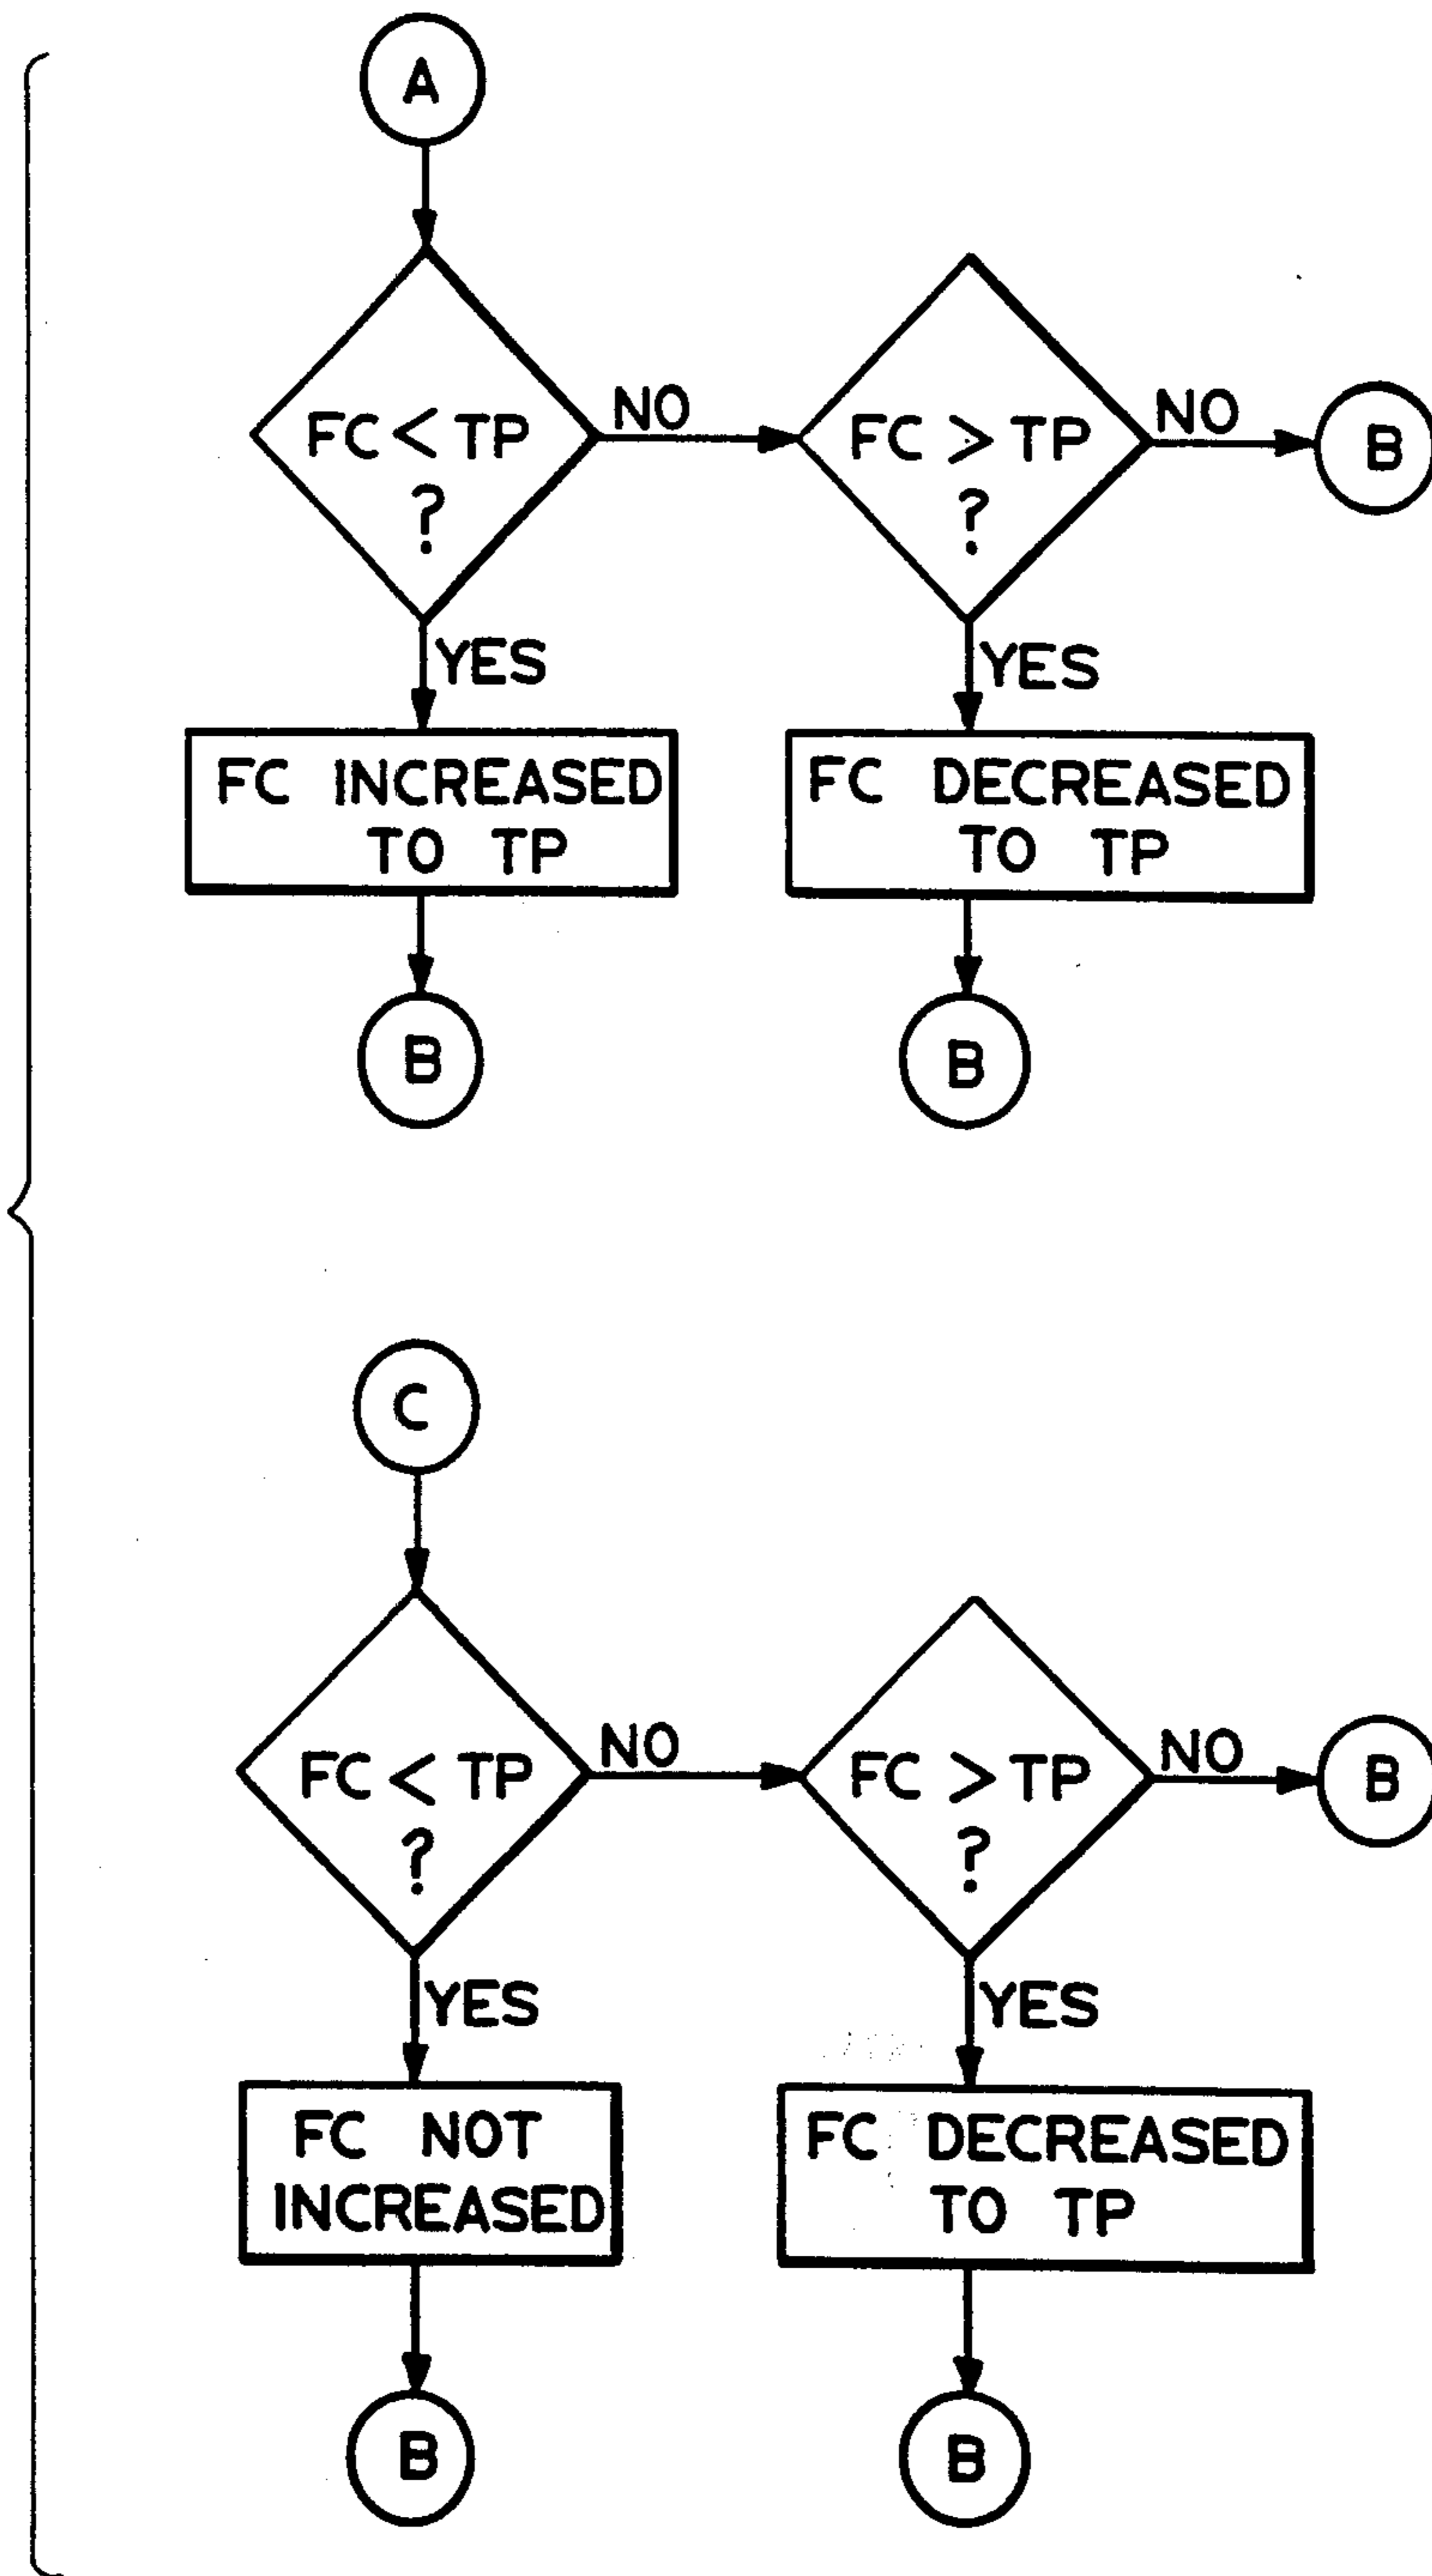 A
FC < TP
?
NO
FC > TP
?
NO
B
YES
YES
FC INCREASED
TO TP
FC DECREASED
TO TP
B
B
C
FC < TP
?
NO
FC > TP
?
NO
B
YES
YES
FC NOT
INCREASED
FC DECREASED
TO TP
B
B